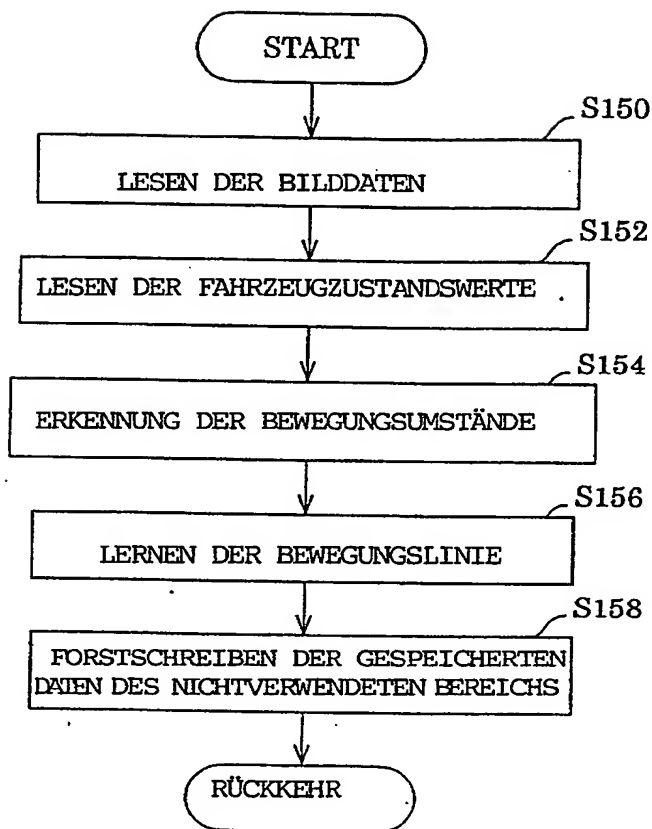 START
S150
LESEN DER BILDDATEN
S152
LESEN DER FAHRZEUGZUSTANDSWERTE
S154
ERKENNUNG DER BEWEGUNGSUMSTÄNDE
S156
LERNEN DER BEWEGUNGSLINIE
S158
FORSTSCHREIBEN DER GESPEICHERTEN
DATEN DES NICHTVERWENDETEN BEREICHS
RÜCKKEHR